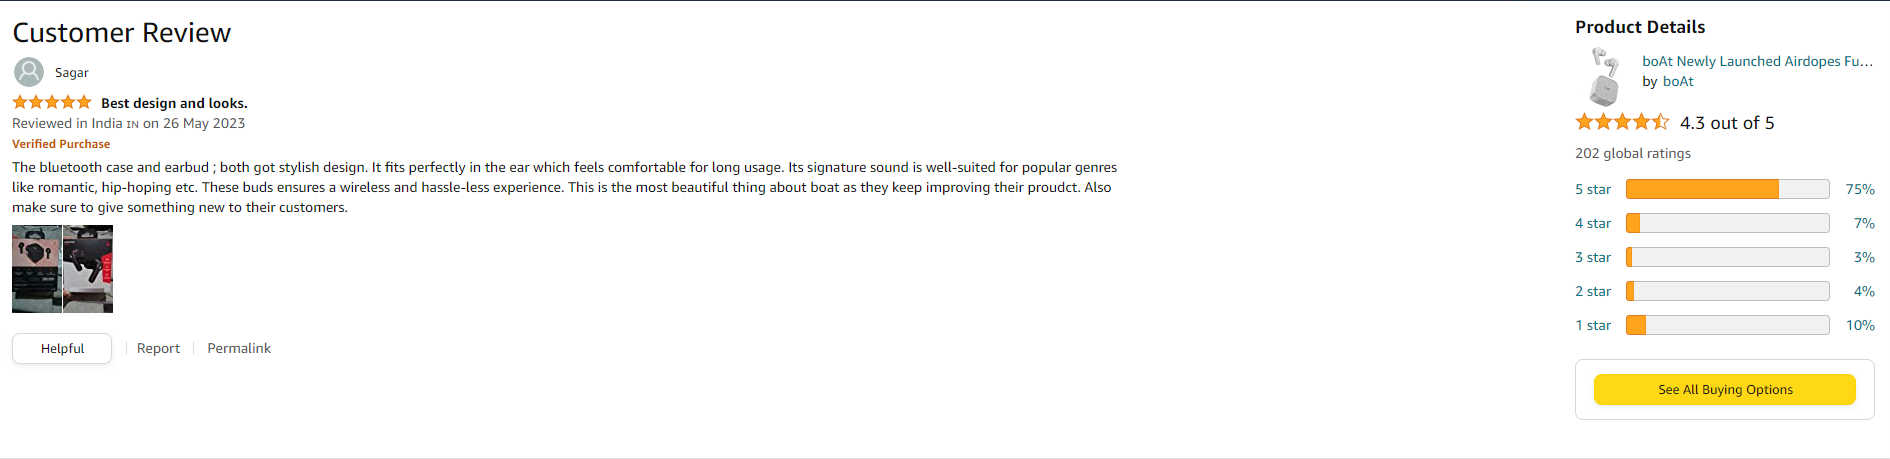 Customer Review
Sagar
Best design and looks.
Reviewed in India IN on 26 May 2023
Verified Purchase
The bluetooth case and earbud ; both got stylish design. It fits perfectly in the ear which feels comfortable for long usage. Its signature sound is well-suited for popular genres
like romantic, hip-hoping etc. These buds ensures a wireless and hassle-less experience. This is the most beautiful thing about boat as they keep improving their proudct. Also
make sure to give something new to their customers.
Helpful
Report
Permalink
Product Details
boAt Newly Launched Airdopes Fu...
by boAt
4.3 out of 5
202 global ratings
5 star 75%
4 star 7%
3 star 3%
2 star 4%
1 star 10%
See All Buying Options